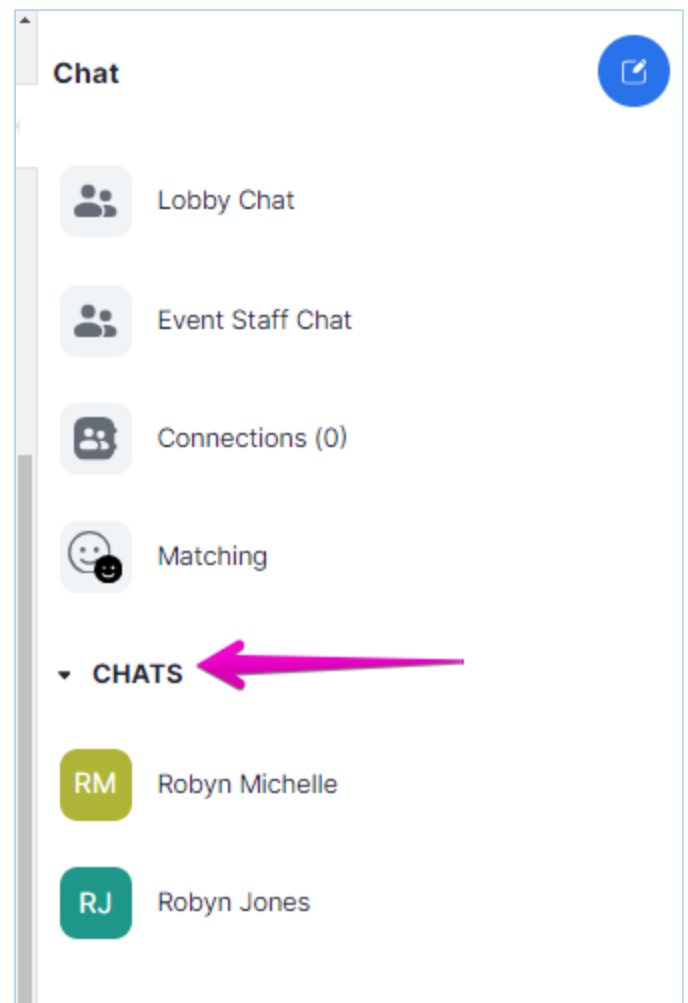 Chat
Lobby Chat
Event Staff Chat
Connections (0)
Matching
CHATS
RM Robyn Michelle
RJ Robyn Jones